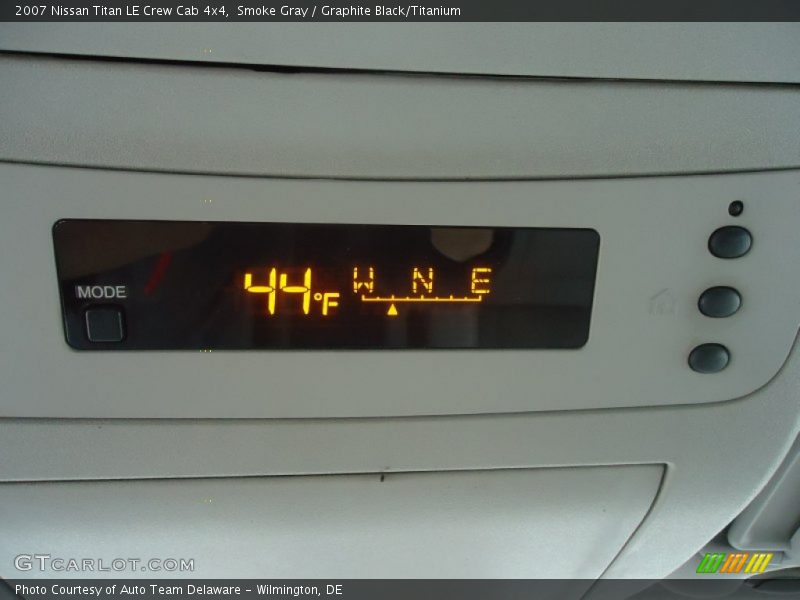 2007 Nissan Titan LE Crew Cab 4x4, Smoke Gray / Graphite Black/Titanium
44°F W N E
MODE
GTCARLOT.COM
Photo Courtesy of Auto Team Delaware - Wilmington, DE